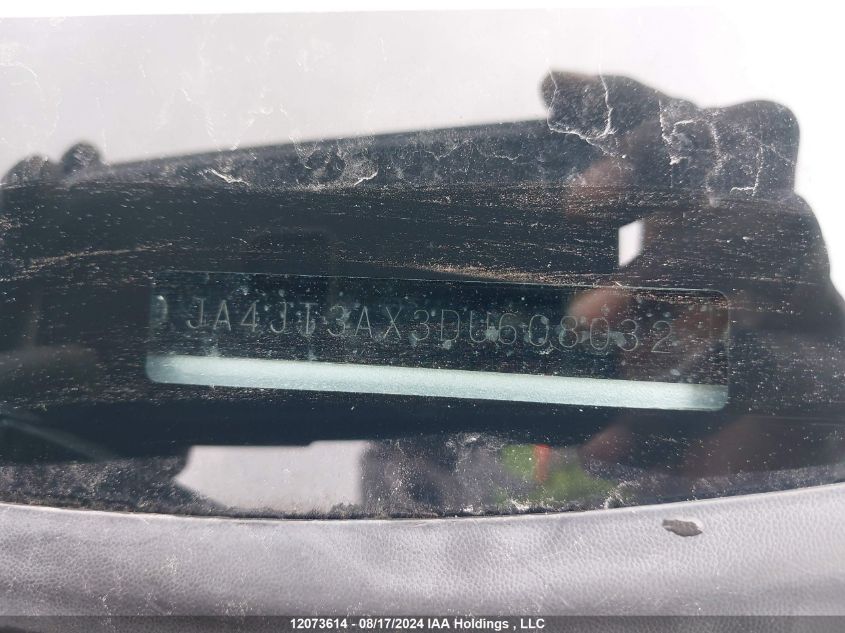 JA4JT3AX3DU608032
12073614 - 08/17/2024 IAA Holdings , LLC